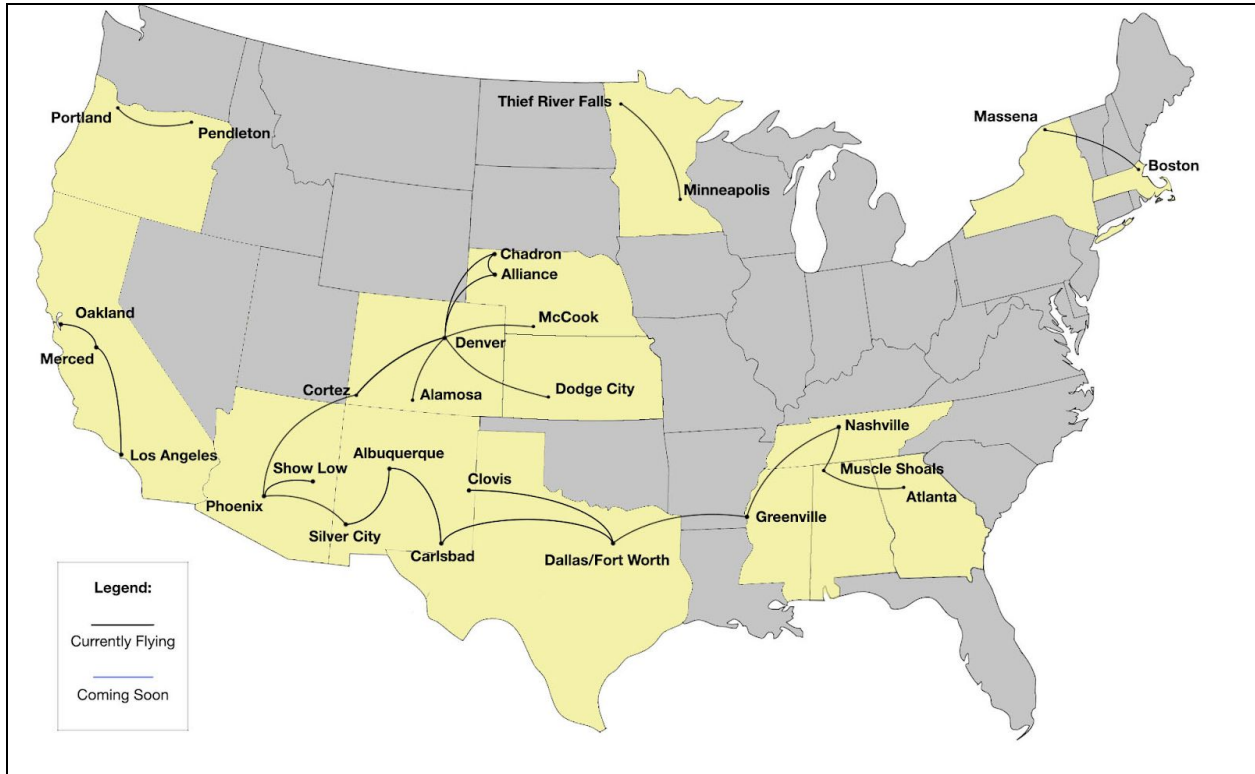 Thief River Falls
Massena
Portland
Pendleton
Boston
Minneapolis
Chadron
Alliance
Oakland
McCook
Denver
Merced
Cortez
Alamosa
Dodge City
Nashville
Los Angeles
Albuquerque
Show Low
Clovis
Muscle Shoals
Atlanta
Phoenix
Silver City
Greenville
Carlsbad
Dallas/Fort Worth
Legend:
Currently Flying
Coming Soon